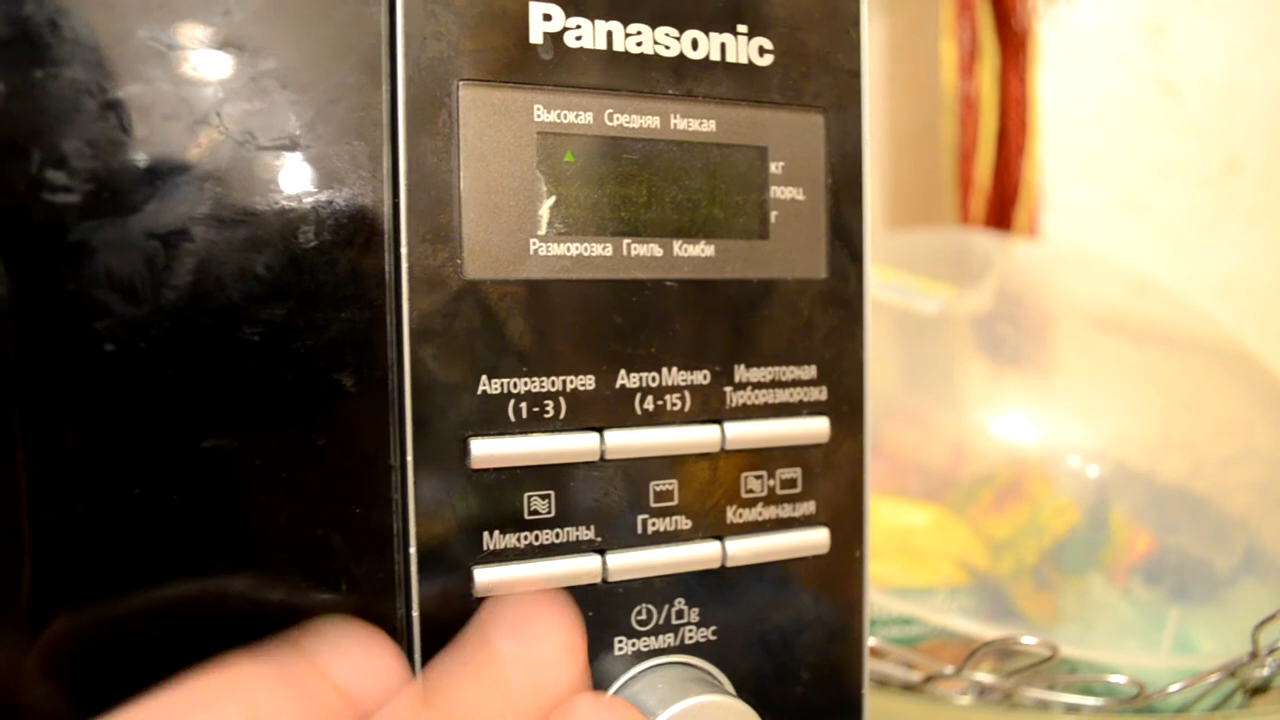 Panasonic
Высокая Средняя Низкая
кг
порц.
г
Разморозка Гриль Комби
Авторазогрев
(1-3)
Авто Меню
(4-15)
Инверторная
Турборазморозка
Микроволны
Гриль
Комбинация
g
Время/Вес